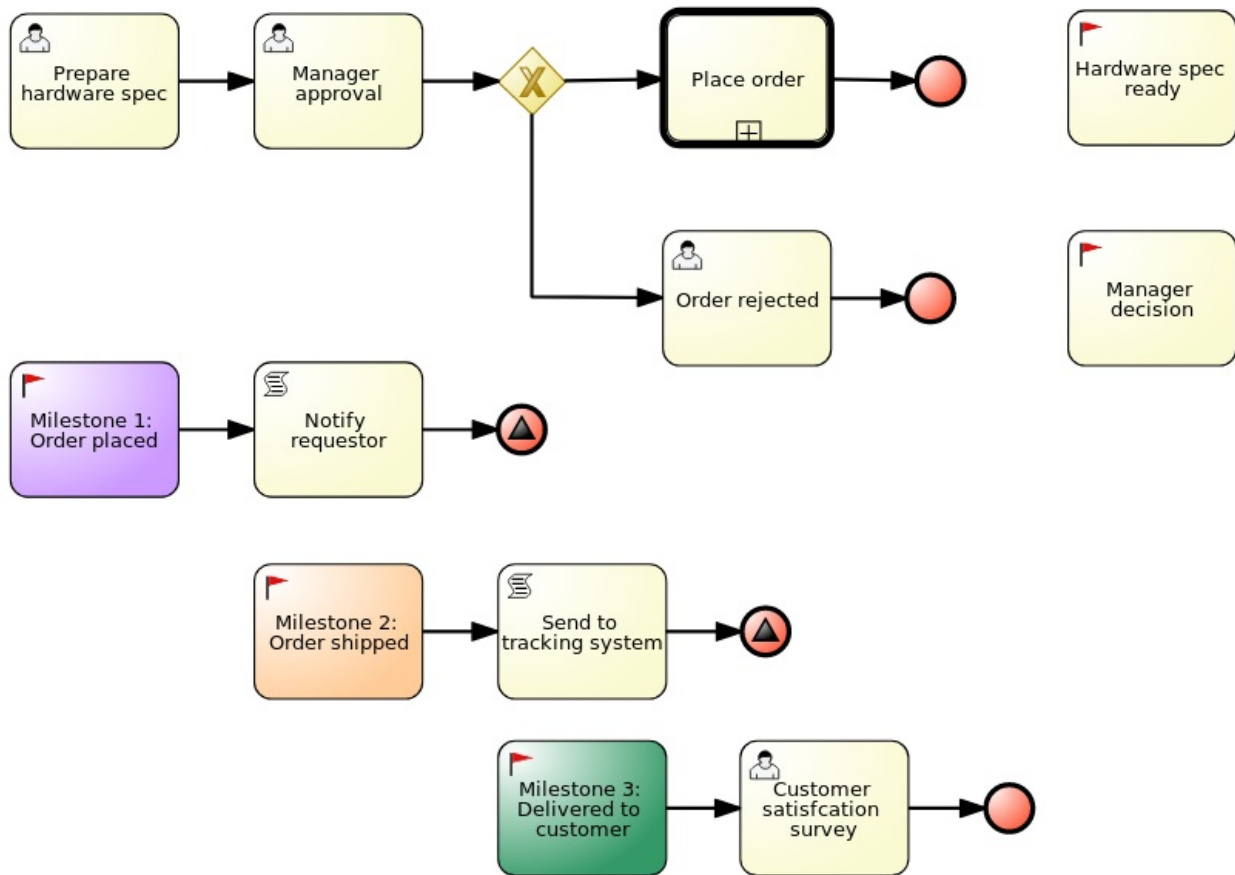 Prepare
hardware spec
Manager
approval
Place order
Hardware spec
ready
Order rejected
Manager
decision
Milestone 1:
Order placed
Notify
requestor
Milestone 2:
Order shipped
Send to
tracking system
Milestone 3:
Delivered to
customer
Customer
satisfcation
survey